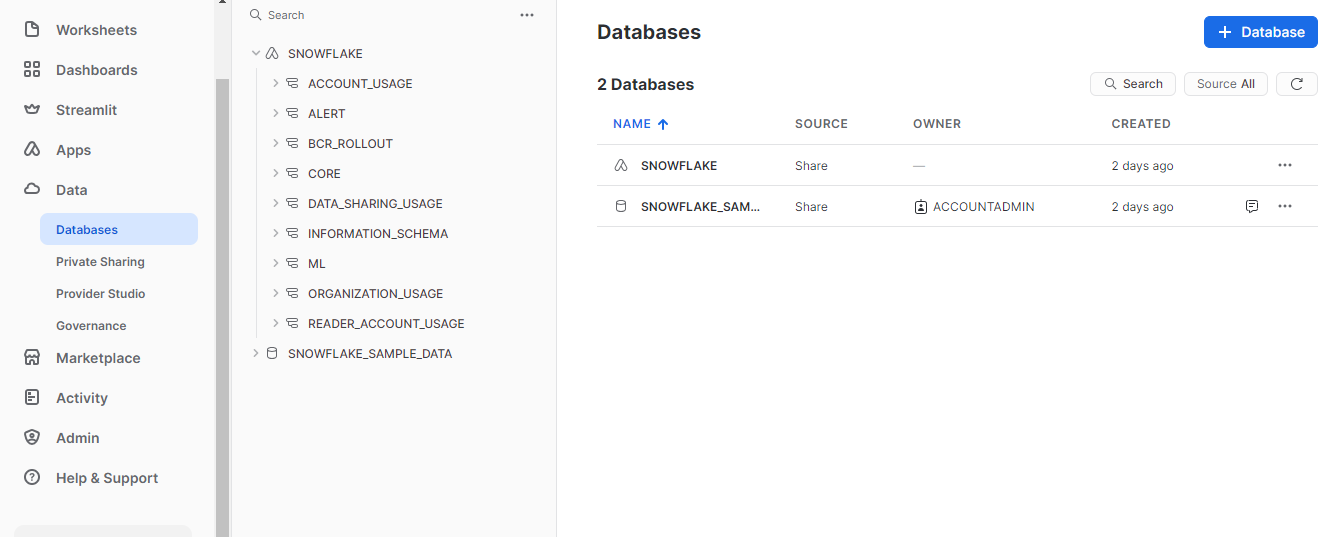 Worksheets
Dashboards
Streamlit
Apps
Data
Databases
Private Sharing
Provider Studio
Governance
Marketplace
Activity
Admin
Help & Support
Search
SNOWFLAKE
ACCOUNT_USAGE
ALERT
BCR_ROLLOUT
CORE
DATA_SHARING_USAGE
INFORMATION_SCHEMA
ML
ORGANIZATION_USAGE
READER_ACCOUNT_USAGE
SNOWFLAKE_SAMPLE_DATA
Databases
+ Database
2 Databases
Search
Source All
NAME SOURCE OWNER CREATED
SNOWFLAKE Share — 2 days ago
SNOWFLAKE_SAM... Share ACCOUNTADMIN 2 days ago